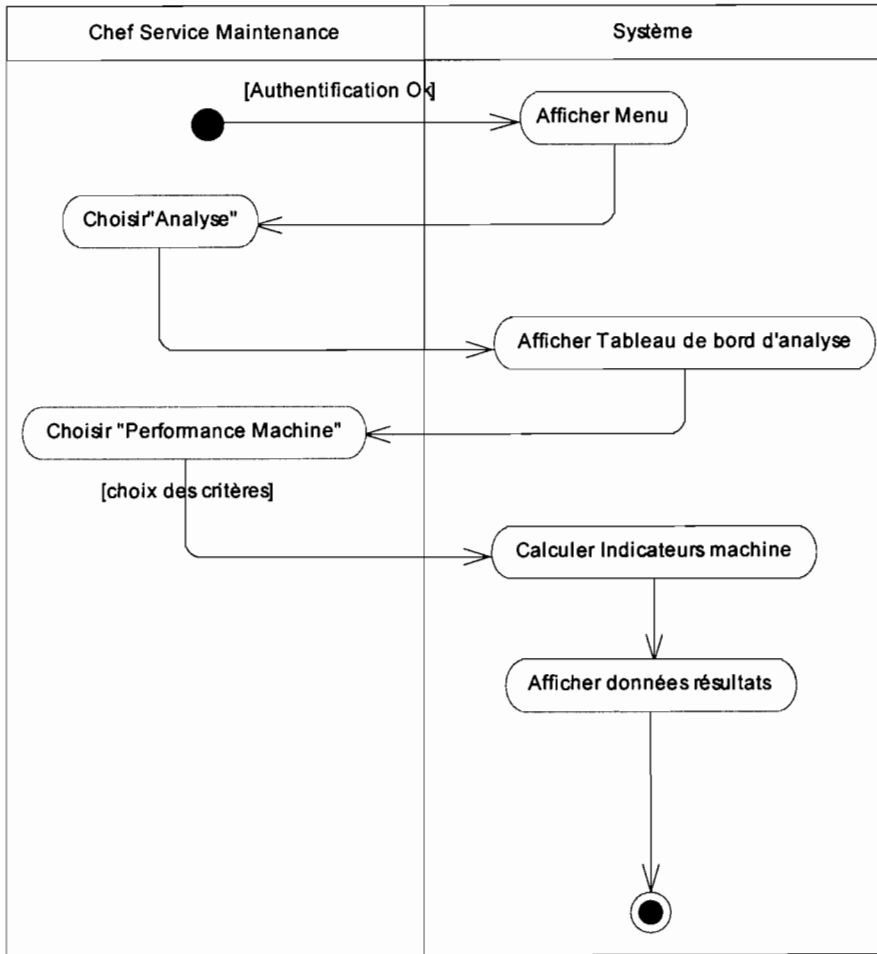 Chef Service Maintenance
Système
[Authentification Ok]
Afficher Menu
Choisir"Analyse"
Afficher Tableau de bord d'analyse
Choisir "Performance Machine"
[choix des critères]
Calculer Indicateurs machine
Afficher données résultats